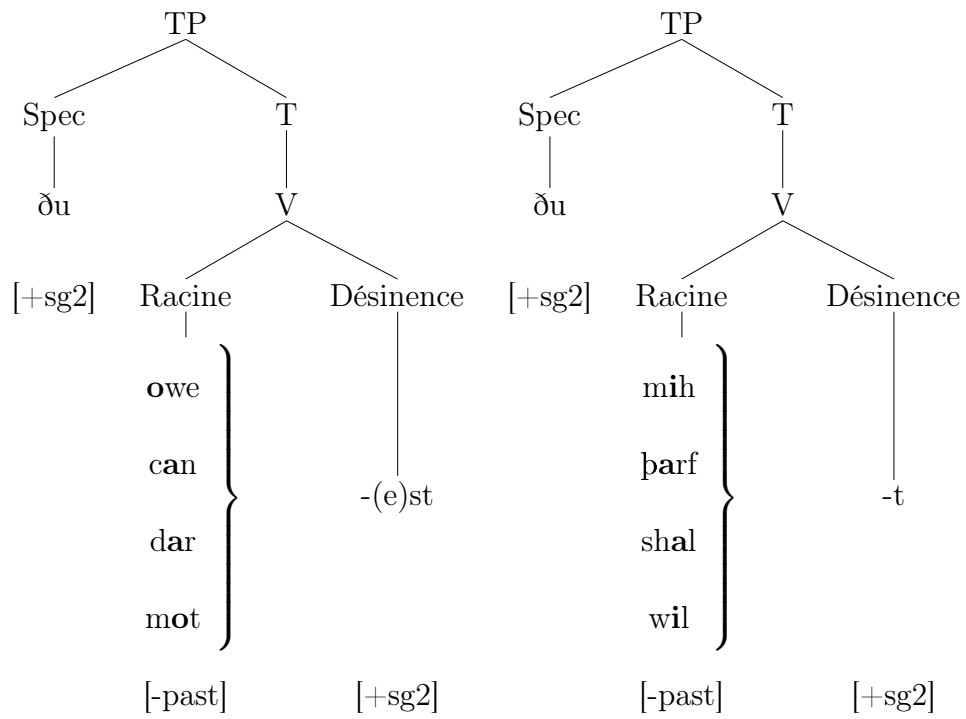 TP TP
Spec T Spec T
ðu V ðu V
[+sg2] Racine Désinence [+sg2] Racine Désinence
owe mih
can þarf
-(e)st -t
dar shal
mot wil
[-past] [+sg2] [-past] [+sg2]